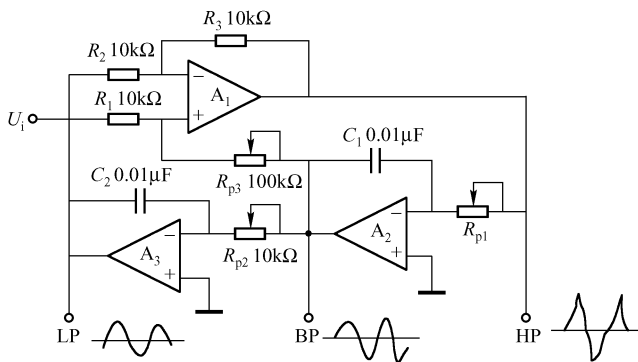 R3 10kΩ
R2 10kΩ
−
A1
+
R1 10kΩ
Ui
C1 0.01μF
C2 0.01μF
Rp3 100kΩ
−
A3
+
Rp2 10kΩ
−
A2
+
Rp1
LP
BP
HP